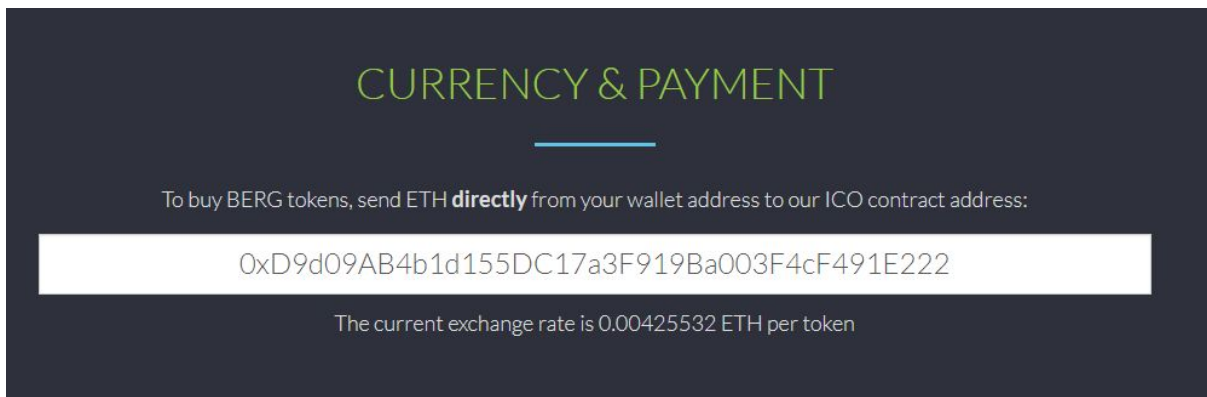 CURRENCY & PAYMENT
To buy BERG tokens, send ETH directly from your wallet address to our ICO contract address:
0xD9d09AB4b1d155DC17a3F919Ba003F4cF491E222
The current exchange rate is 0.00425532 ETH per token